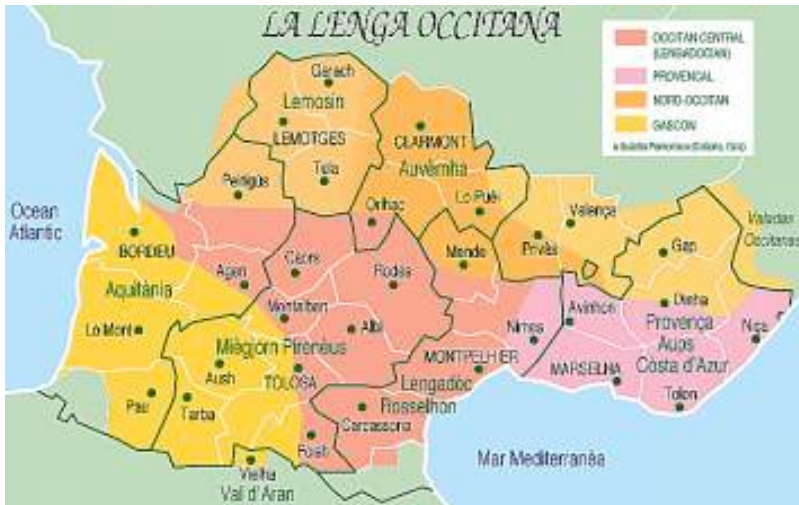 LA LENGA OCCITANA
OCCITAN CENTRAL
(LENGADOCIAN)
PROVENÇAL
NORD-OCCITAN
GASCON
Garach
Lemosin
LEMOTGES
Tula
CLARMONT
Auvèrnha
Lo Puèi
Peirigüs
Orlhac
Valença
Ocean
Atlantic
BORDEU
Caors
Rodés
Mende
Privàs
Gap
Valadas
Occitanas
Agen
Aquitània
Montalban
Albi
Nimes
Avinhon
Dinha
Provença
Aups
Costa d'Azur
Niça
Lo Mont
Miègjorn Pirenèus
TOLOSA
Aush
MONTPELHIER
Lengadòc
Rosselhon
MARSELHA
Tolon
Pau
Tarba
Carcassona
Foish
Vielha
Val d'Aran
Mar Mediterranèa